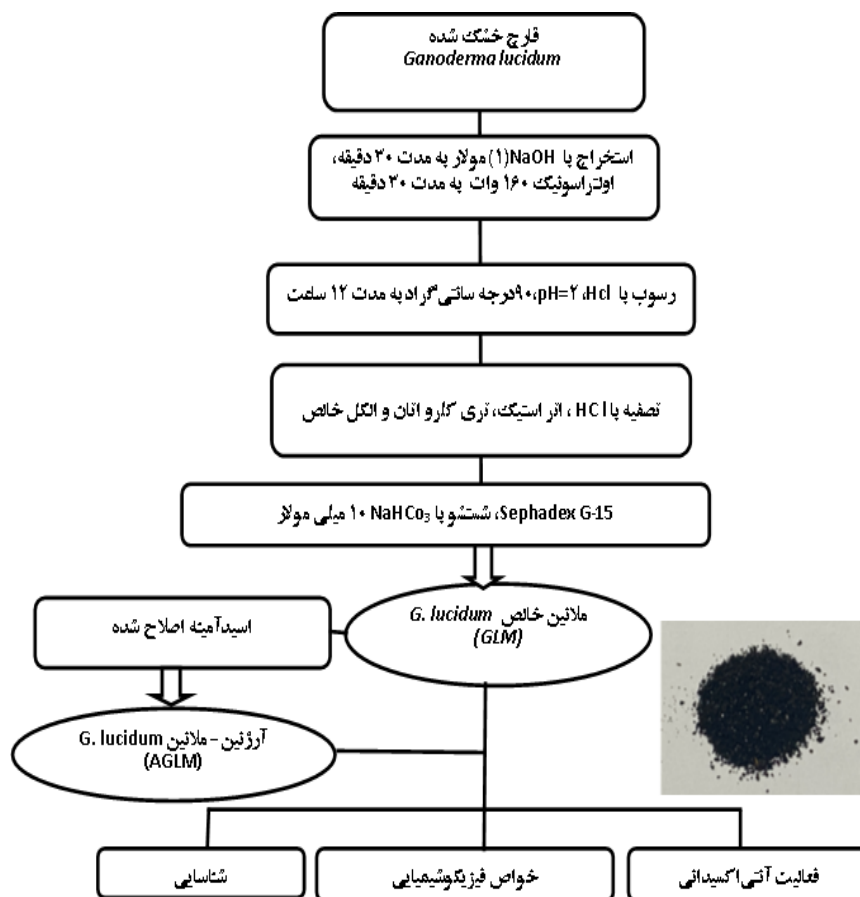 قارچ خشک شده
Ganoderma lucidum
استخراج با NaOH(۱) مولار به مدت ۳۰ دقیقه،
اولتراسونیک ۱۶۰ وات به مدت ۳۰ دقیقه
رسوب با Hcl، pH=۲، ۹۰درجه سانتی‌گراد به مدت ۱۲ ساعت
تصفیه با HCl ، اتر استیک، تری کلرو اتان و اتکل خالص
Sephadex G-15، شستشو با NaHCo₃ ۱۰ میلی مولار
ملانین خالص G. lucidum
(GLM)
اسیدآمینه اصلاح شده
آرژنین – ملانین G. lucidum
(AGLM)
فعالیت آنتی‌اکسیدانی
خواص فیزیکوشیمیایی
شناسایی